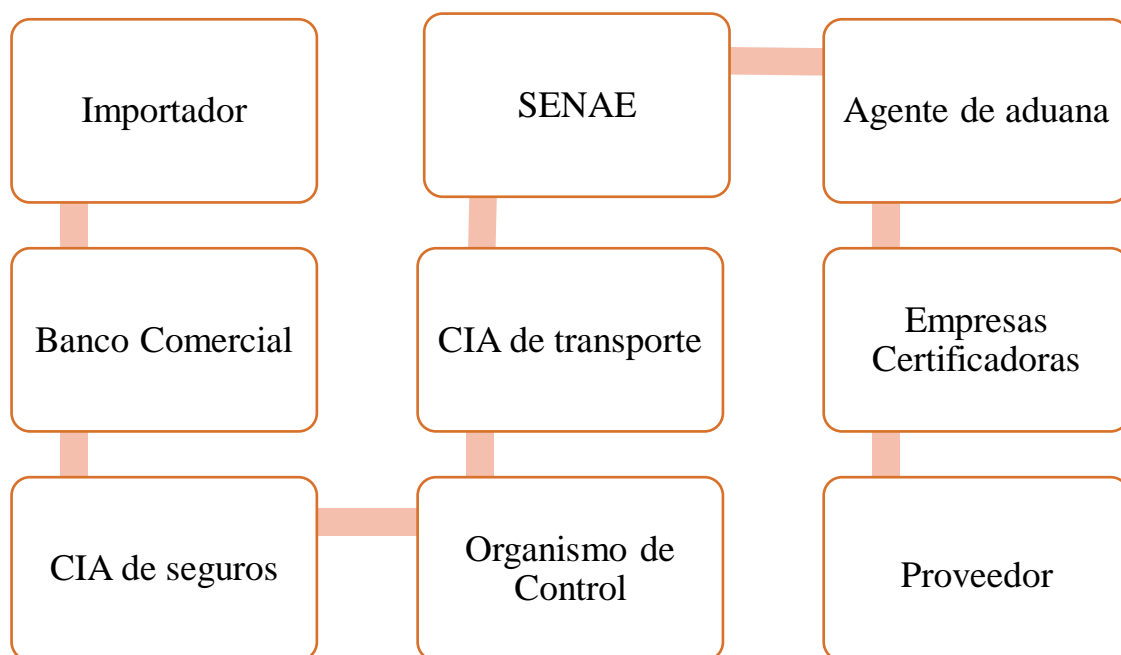 Importador
Banco Comercial
CIA de seguros
Organismo de
Control
CIA de transporte
SENAE
Agente de aduana
Empresas
Certificadoras
Proveedor